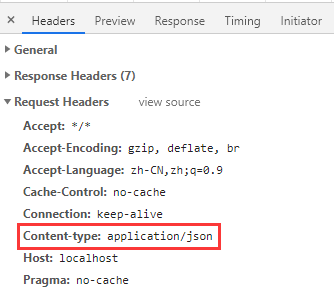 × Headers Preview Response Timing Initiator
▶ General
▶ Response Headers (7)
▼ Request Headers view source
Accept: */*
Accept-Encoding: gzip, deflate, br
Accept-Language: zh-CN,zh;q=0.9
Cache-Control: no-cache
Connection: keep-alive
Content-type: application/json
Host: localhost
Pragma: no-cache